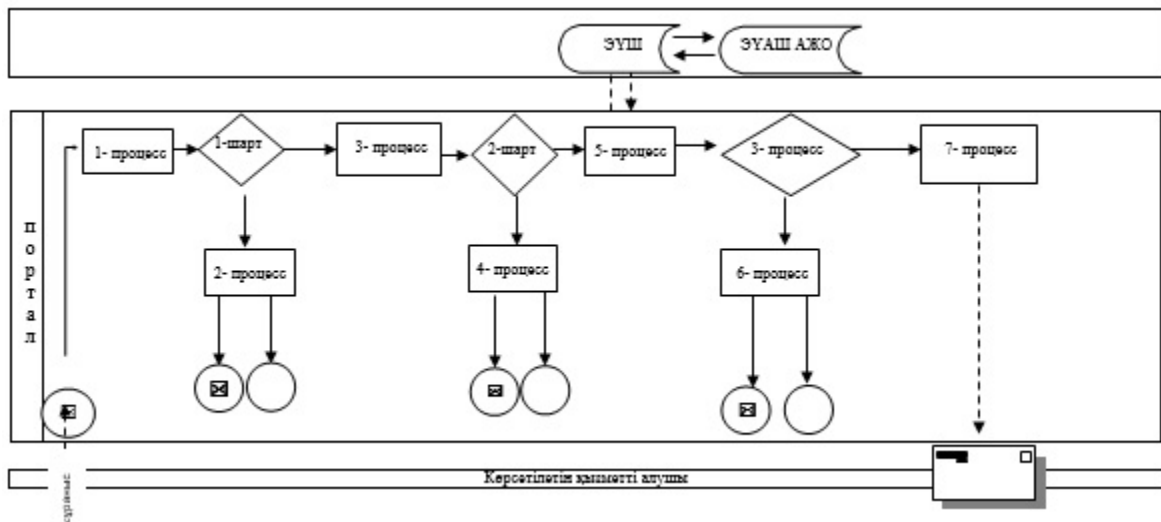 ЭҮШ
ЭҮАШ АЖО
портал
1- процесс
1-шарт
3- процесс
2-шарт
5- процесс
3- процесс
7- процесс
2- процесс
4- процесс
6- процесс
Көрсетілетін қызметті алушы
сұраныс